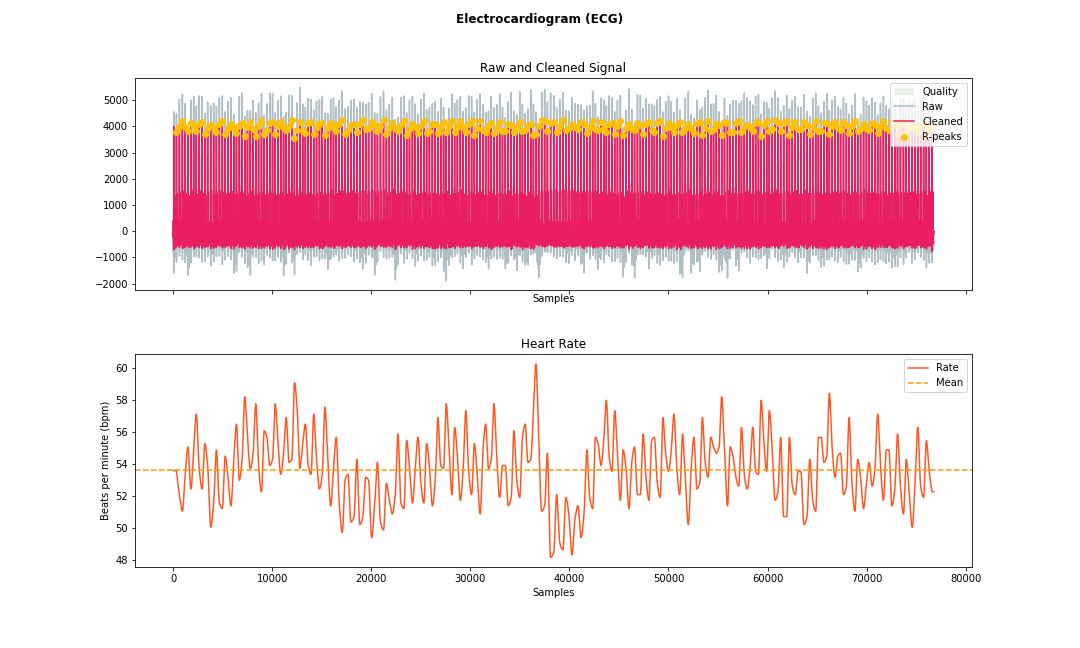 Electrocardiogram (ECG)
Raw and Cleaned Signal
5000
4000
3000
2000
1000
0
−1000
−2000
Quality
Raw
Cleaned
R-peaks
Samples
Heart Rate
Beats per minute (bpm)
60
58
56
54
52
50
48
Rate
Mean
0 10000 20000 30000 40000 50000 60000 70000 80000
Samples